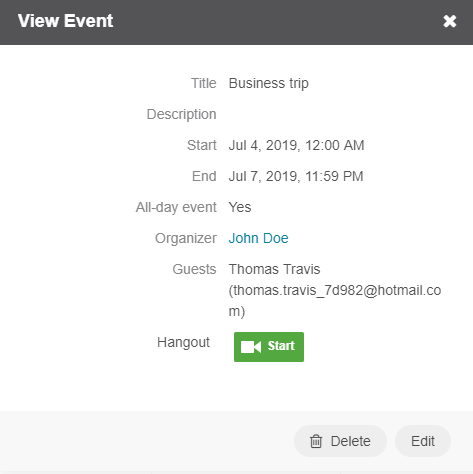 View Event
Title Business trip
Description
Start Jul 4, 2019, 12:00 AM
End Jul 7, 2019, 11:59 PM
All-day event Yes
Organizer John Doe
Guests Thomas Travis
(thomas.travis_7d982@hotmail.co
m)
Hangout Start
Delete Edit